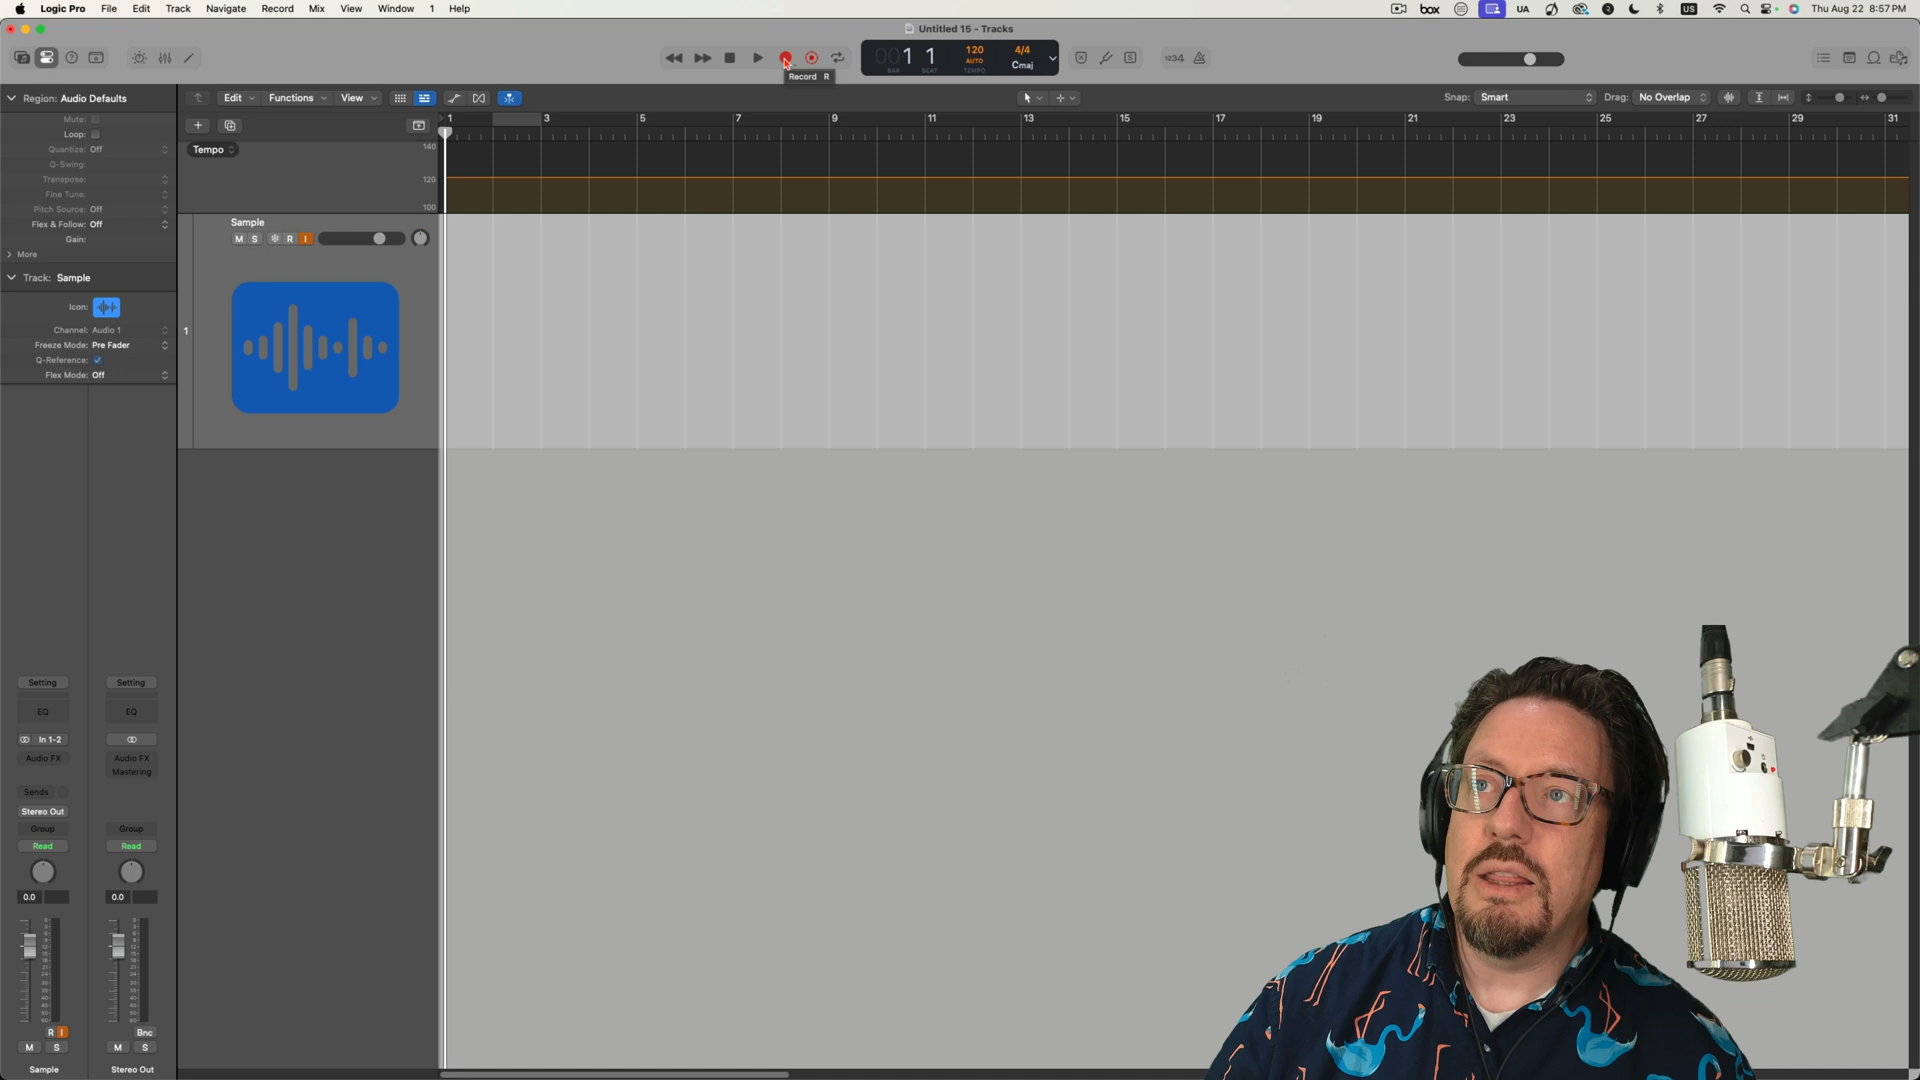 Logic Pro File Edit Track Navigate Record Mix View Window 1 Help
box UA US Thu Aug 22 8:57 PM
Untitled 15 - Tracks
001 1 120 4/4
AUTO Cmaj
BAR BEAT TEMPO
1234
Record R
Region: Audio Defaults
Edit Functions View
Snap: Smart Drag: No Overlap
Mute:
Loop:
Quantize: Off
Q-Swing:
Transpose:
Fine Tune:
Pitch Source: Off
Flex & Follow: Off
Gain:
More
1 3 5 7 9 11 13 15 17 19 21 23 25 27 29 31
Tempo
140
120
100
Sample
M S R I
Track: Sample
Icon:
Channel: Audio 1
Freeze Mode: Pre Fader
Q-Reference:
Flex Mode: Off
1
Setting Setting
EQ EQ
In 1-2
Audio FX Audio FX
Mastering
Sends
Stereo Out
Group Group
Read Read
0.0 0.0
R I Bnc
M S M S
Sample Stereo Out